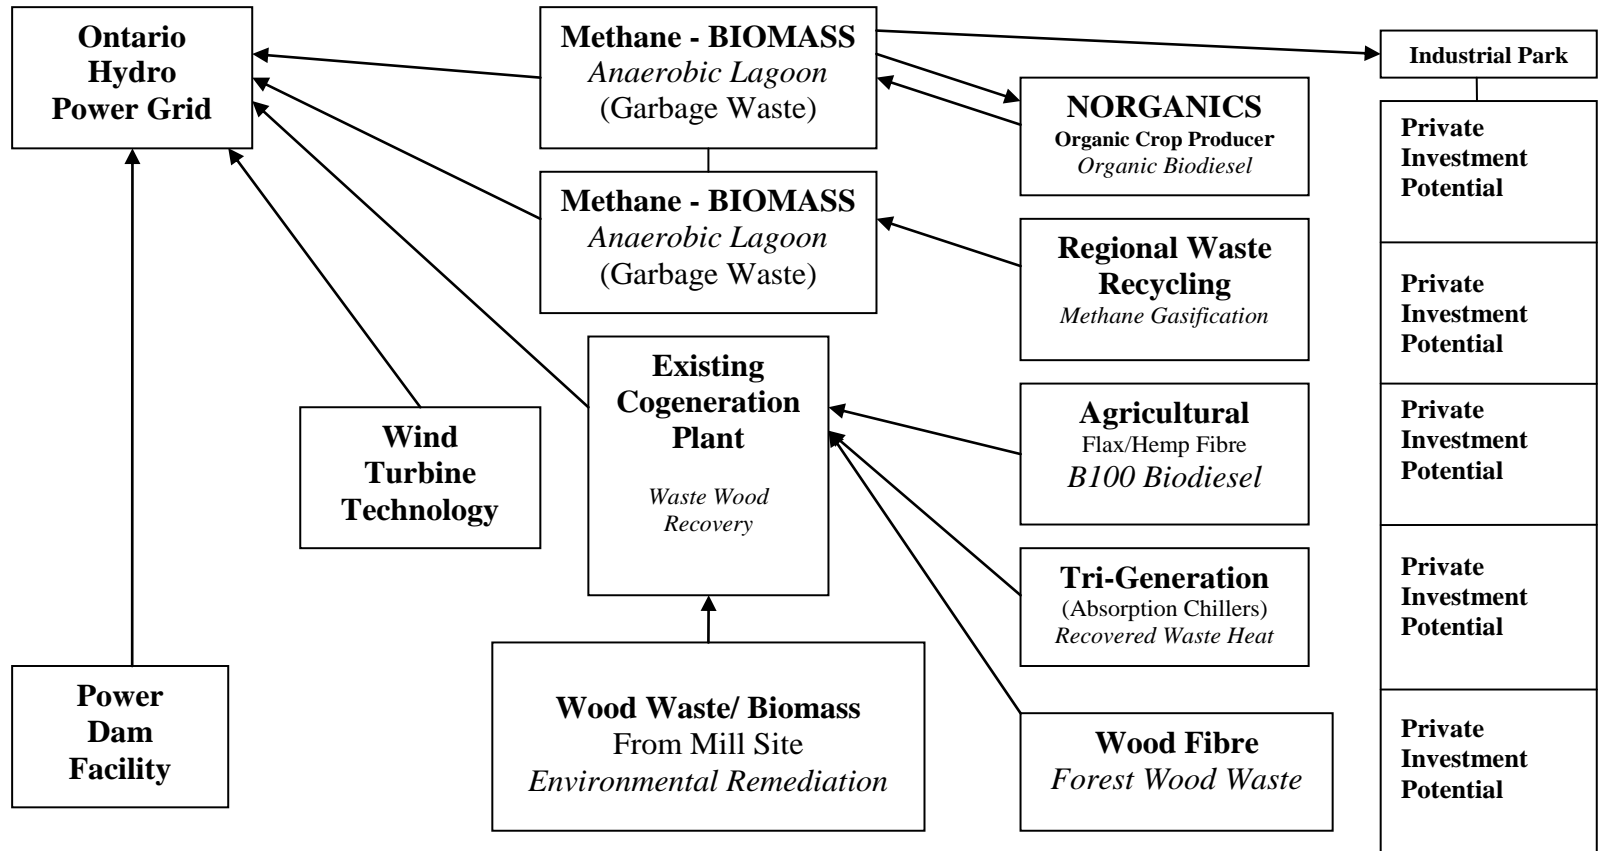 Ontario
Hydro
Power Grid
Methane - BIOMASS
Anaerobic Lagoon
(Garbage Waste)
Industrial Park
NORGANICS
Organic Crop Producer
Organic Biodiesel
Private
Investment
Potential
Methane - BIOMASS
Anaerobic Lagoon
(Garbage Waste)
Regional Waste
Recycling
Methane Gasification
Private
Investment
Potential
Existing
Cogeneration
Plant
Waste Wood
Recovery
Wind
Turbine
Technology
Agricultural
Flax/Hemp Fibre
B100 Biodiesel
Private
Investment
Potential
Tri-Generation
(Absorption Chillers)
Recovered Waste Heat
Private
Investment
Potential
Power
Dam
Facility
Wood Waste/ Biomass
From Mill Site
Environmental Remediation
Wood Fibre
Forest Wood Waste
Private
Investment
Potential